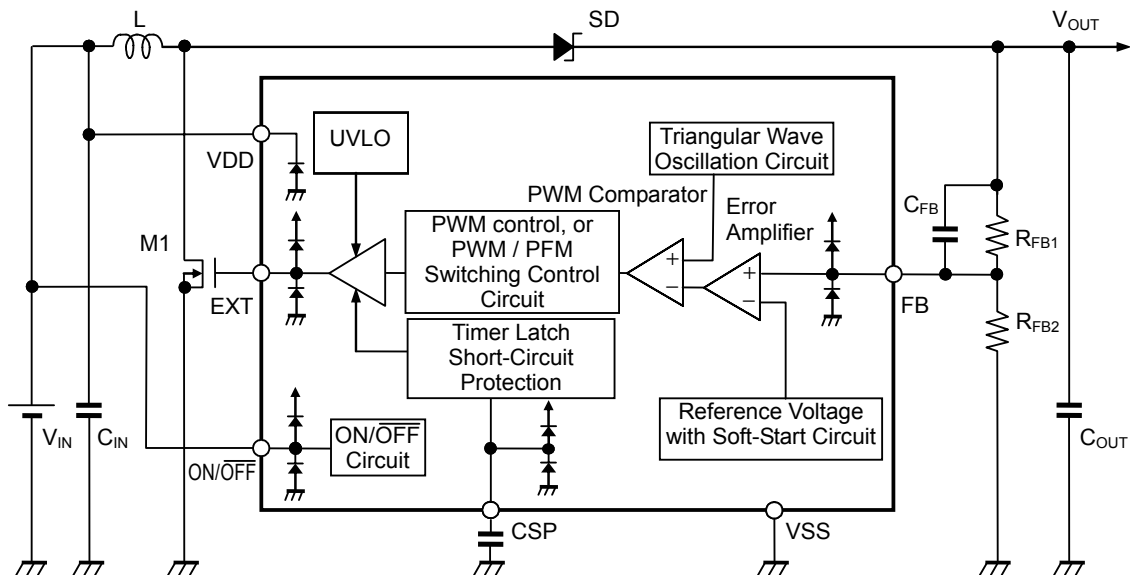 L
SD
VOUT
UVLO
Triangular Wave
Oscillation Circuit
VDD
PWM Comparator
CFB
M1
PWM control, or
PWM / PFM
Switching Control
Circuit
Error
Amplifier
RFB1
+
−
+
−
EXT
FB
Timer Latch
Short-Circuit
Protection
RFB2
VIN
CIN
ON/OFF
ON/OFF
Circuit
Reference Voltage
with Soft-Start Circuit
COUT
CSP
VSS